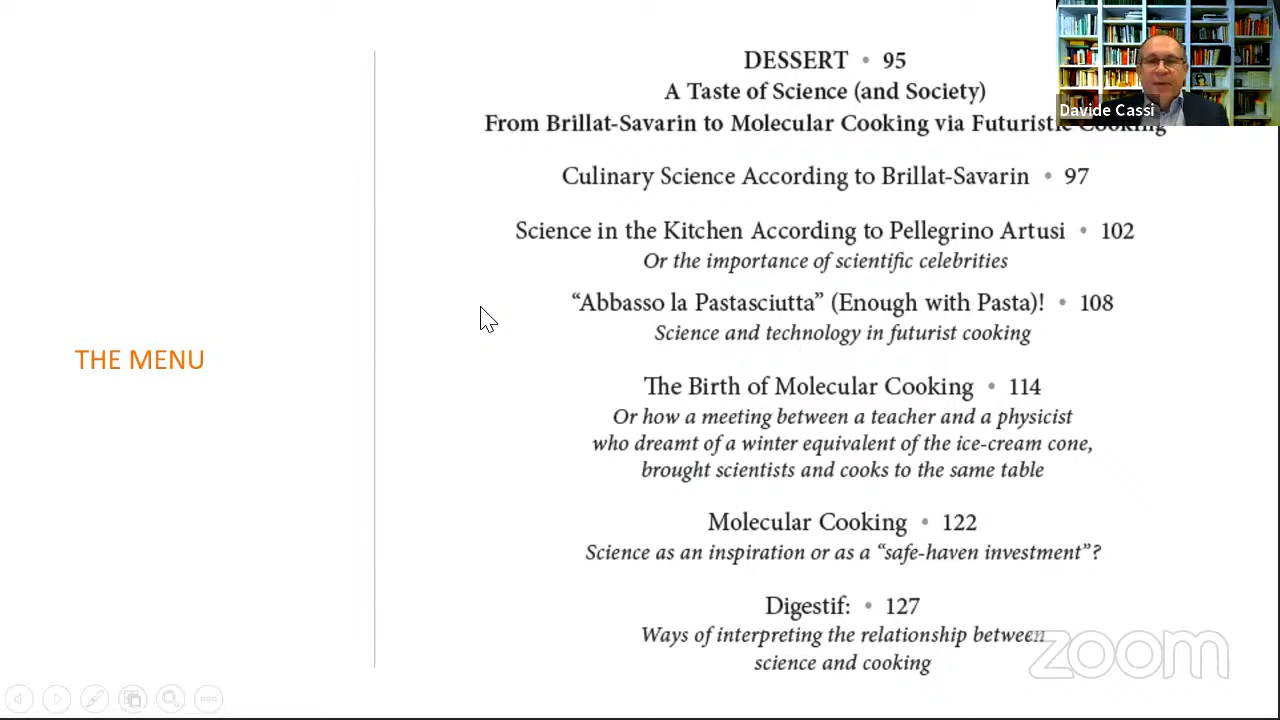 DESSERT • 95
A Taste of Science (and Society)
From Brillat-Savarin to Molecular Cooking via Futuristic Cooking
Davide Cassi
Culinary Science According to Brillat-Savarin • 97
Science in the Kitchen According to Pellegrino Artusi • 102
Or the importance of scientific celebrities
“Abbasso la Pastasciutta” (Enough with Pasta)! • 108
Science and technology in futurist cooking
THE MENU
The Birth of Molecular Cooking • 114
Or how a meeting between a teacher and a physicist
who dreamt of a winter equivalent of the ice-cream cone,
brought scientists and cooks to the same table
Molecular Cooking • 122
Science as an inspiration or as a “safe-haven investment”?
Digestif: • 127
Ways of interpreting the relationship between
science and cooking
zoom